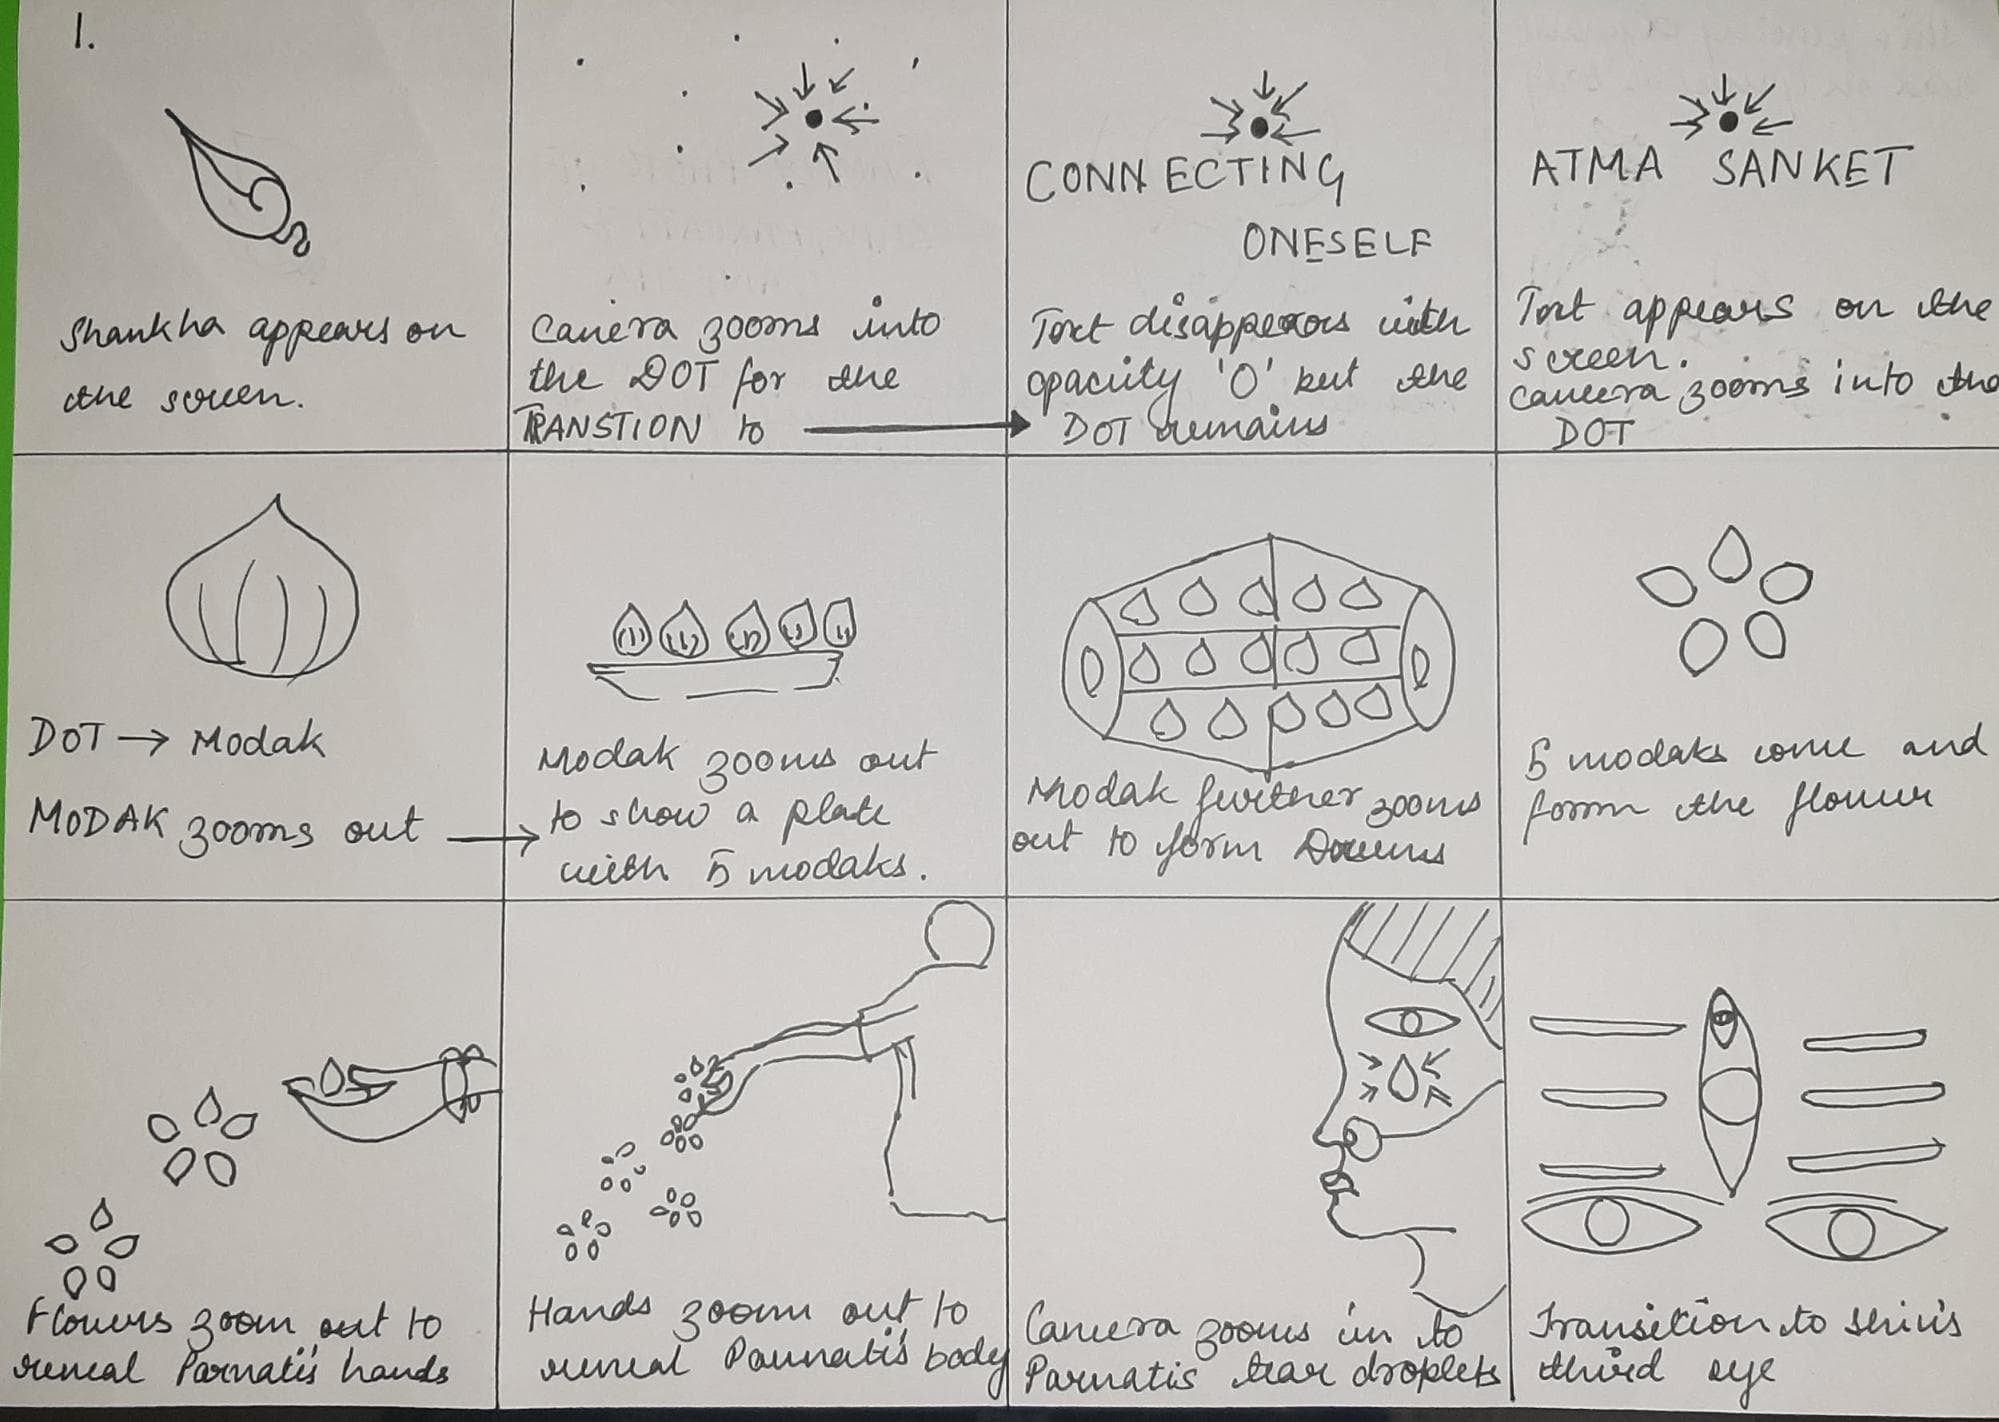 1.
Shankha appears on
the screen.
Camera zooms into
the DOT for the
TRANSTION to
CONNECTING
ONESELF
Text disappears with
opacity 'O' but the
DOT remains
ATMA SANKET
Text appears on the
screen.
Camera zooms into the
DOT
DOT → Modak
MODAK zooms out →
Modak zooms out
to show a plate
with 5 modaks.
Modak further zooms
out to form
5 modaks come and
form the flower
Flowers zoom out to
reveal Parvati's hands
Hands zoom out to
reveal Parvati's body
Camera zooms in to
Parvatis tear droplets
Transition to Shiv's
third eye